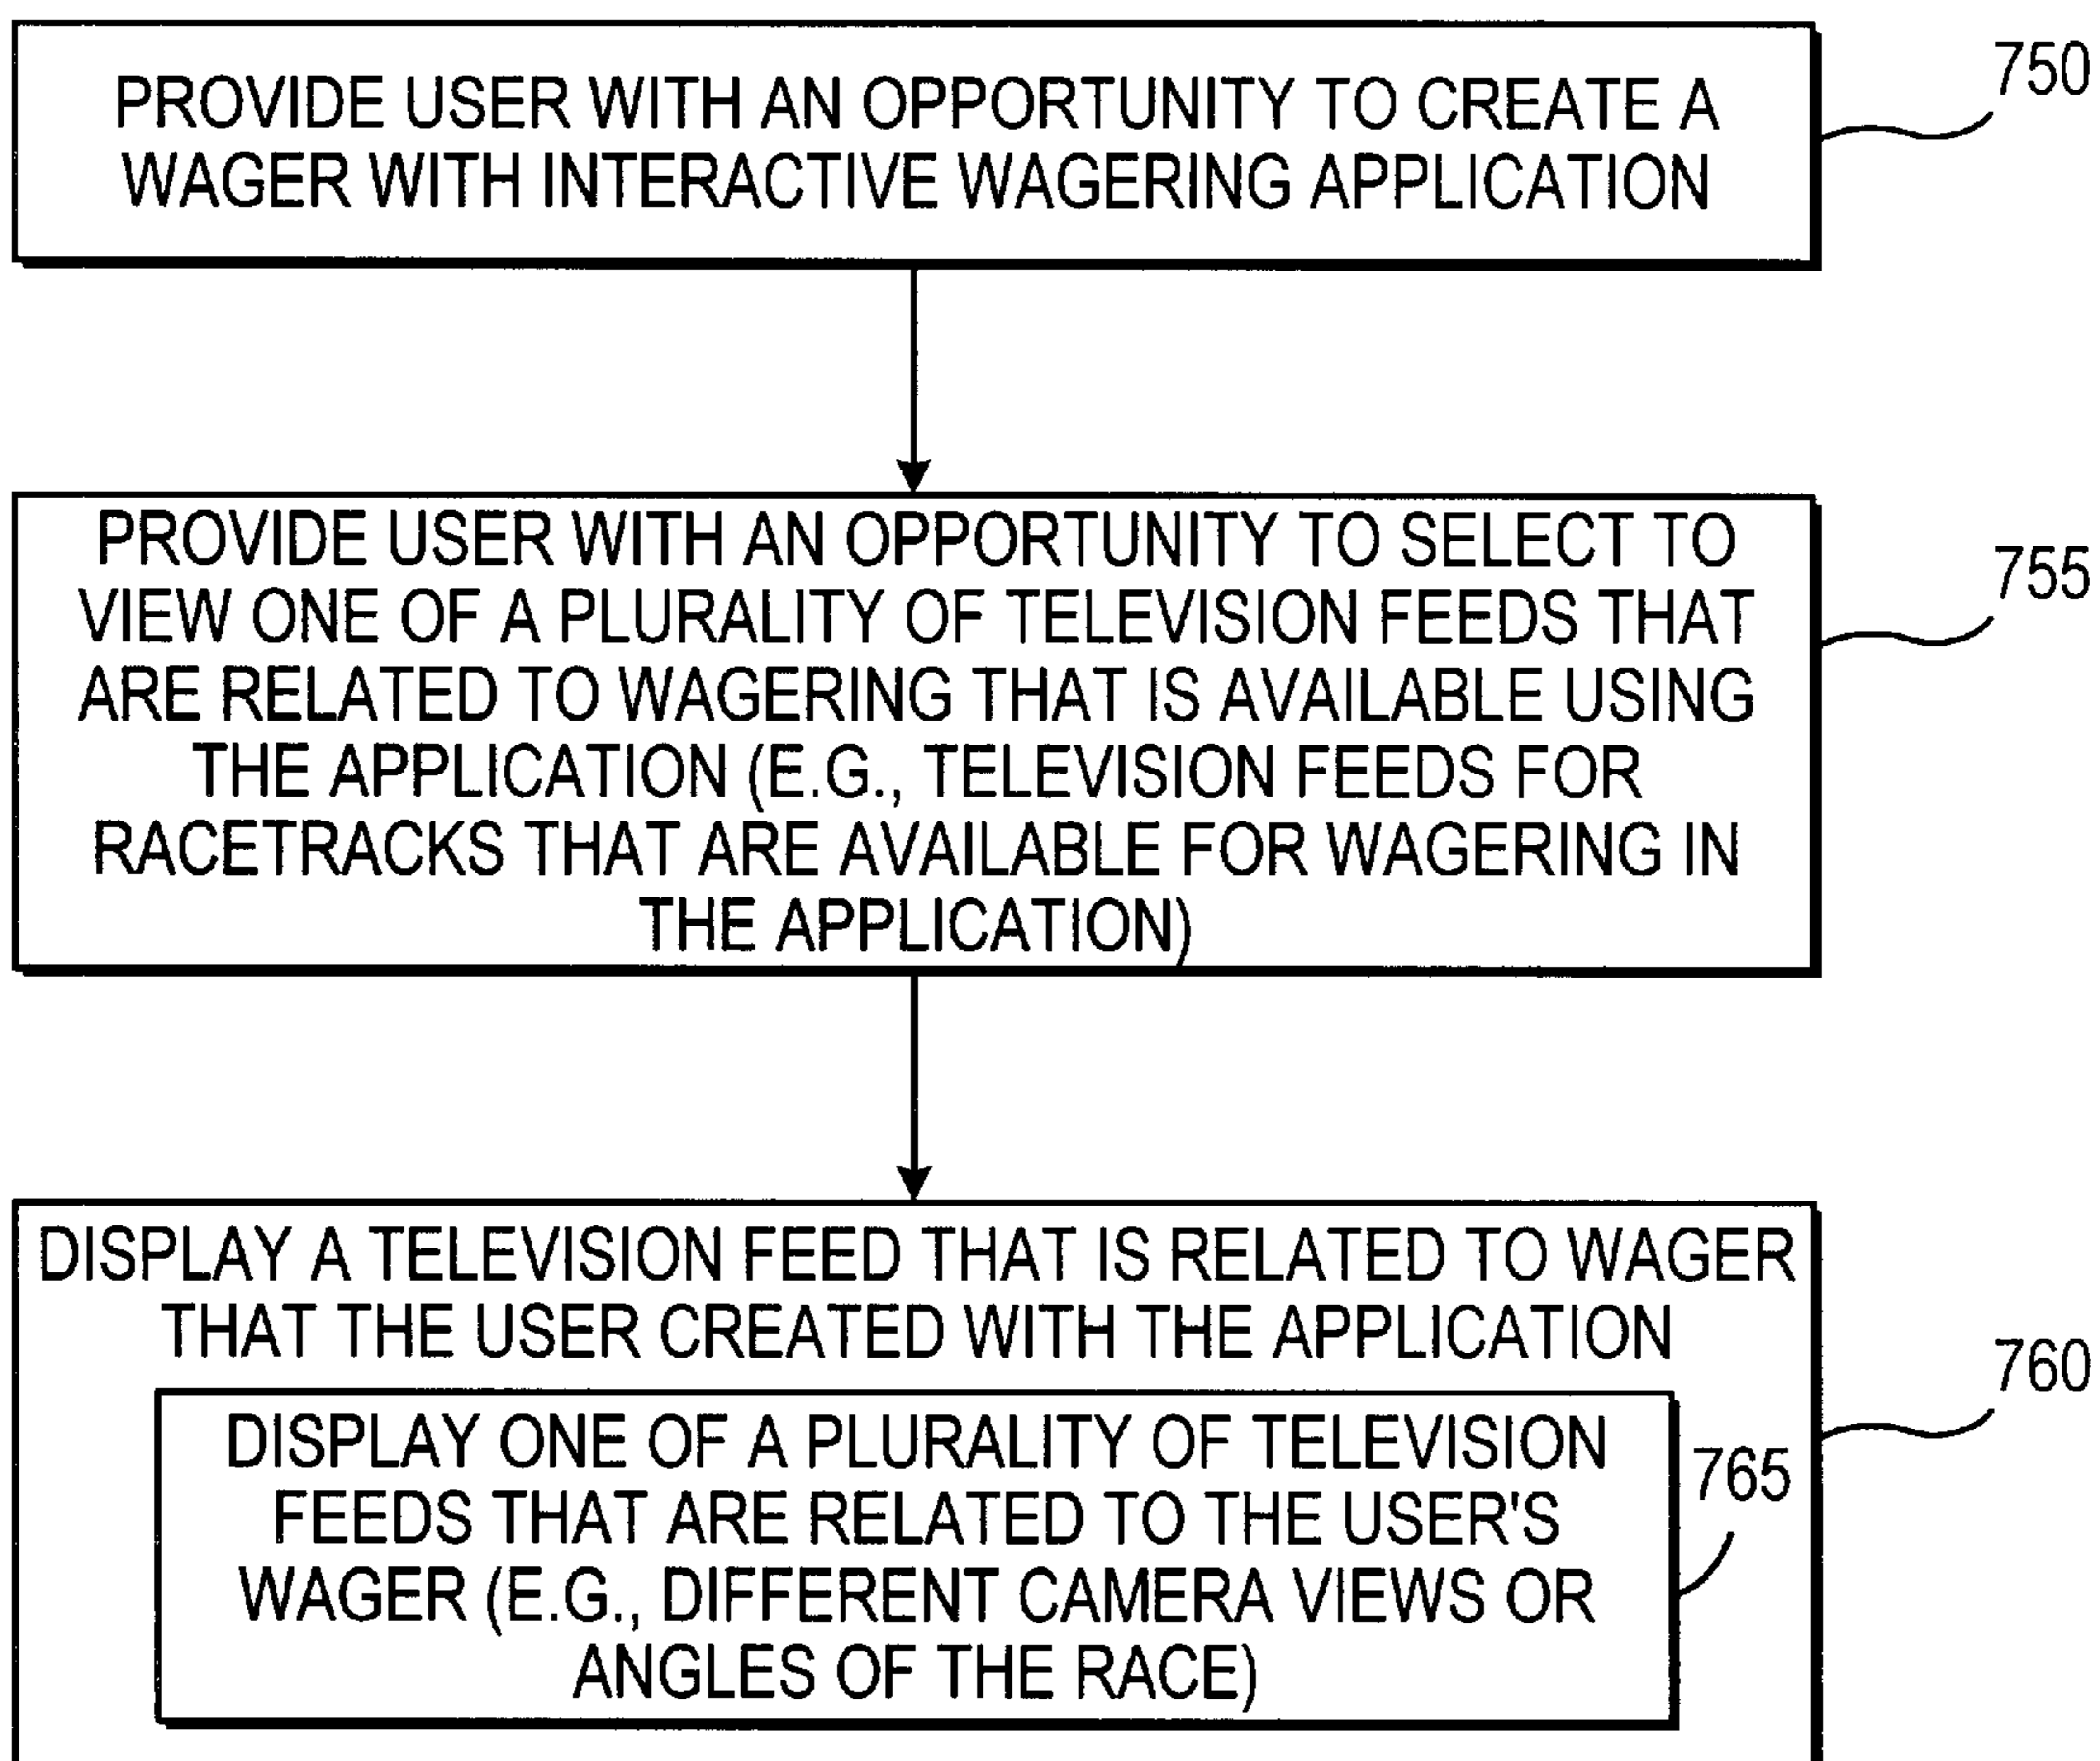 PROVIDE USER WITH AN OPPORTUNITY TO CREATE A
WAGER WITH INTERACTIVE WAGERING APPLICATION
750
PROVIDE USER WITH AN OPPORTUNITY TO SELECT TO
VIEW ONE OF A PLURALITY OF TELEVISION FEEDS THAT
ARE RELATED TO WAGERING THAT IS AVAILABLE USING
THE APPLICATION (E.G., TELEVISION FEEDS FOR
RACETRACKS THAT ARE AVAILABLE FOR WAGERING IN
THE APPLICATION)
755
DISPLAY A TELEVISION FEED THAT IS RELATED TO WAGER
THAT THE USER CREATED WITH THE APPLICATION
760
DISPLAY ONE OF A PLURALITY OF TELEVISION
FEEDS THAT ARE RELATED TO THE USER'S
WAGER (E.G., DIFFERENT CAMERA VIEWS OR
ANGLES OF THE RACE)
765